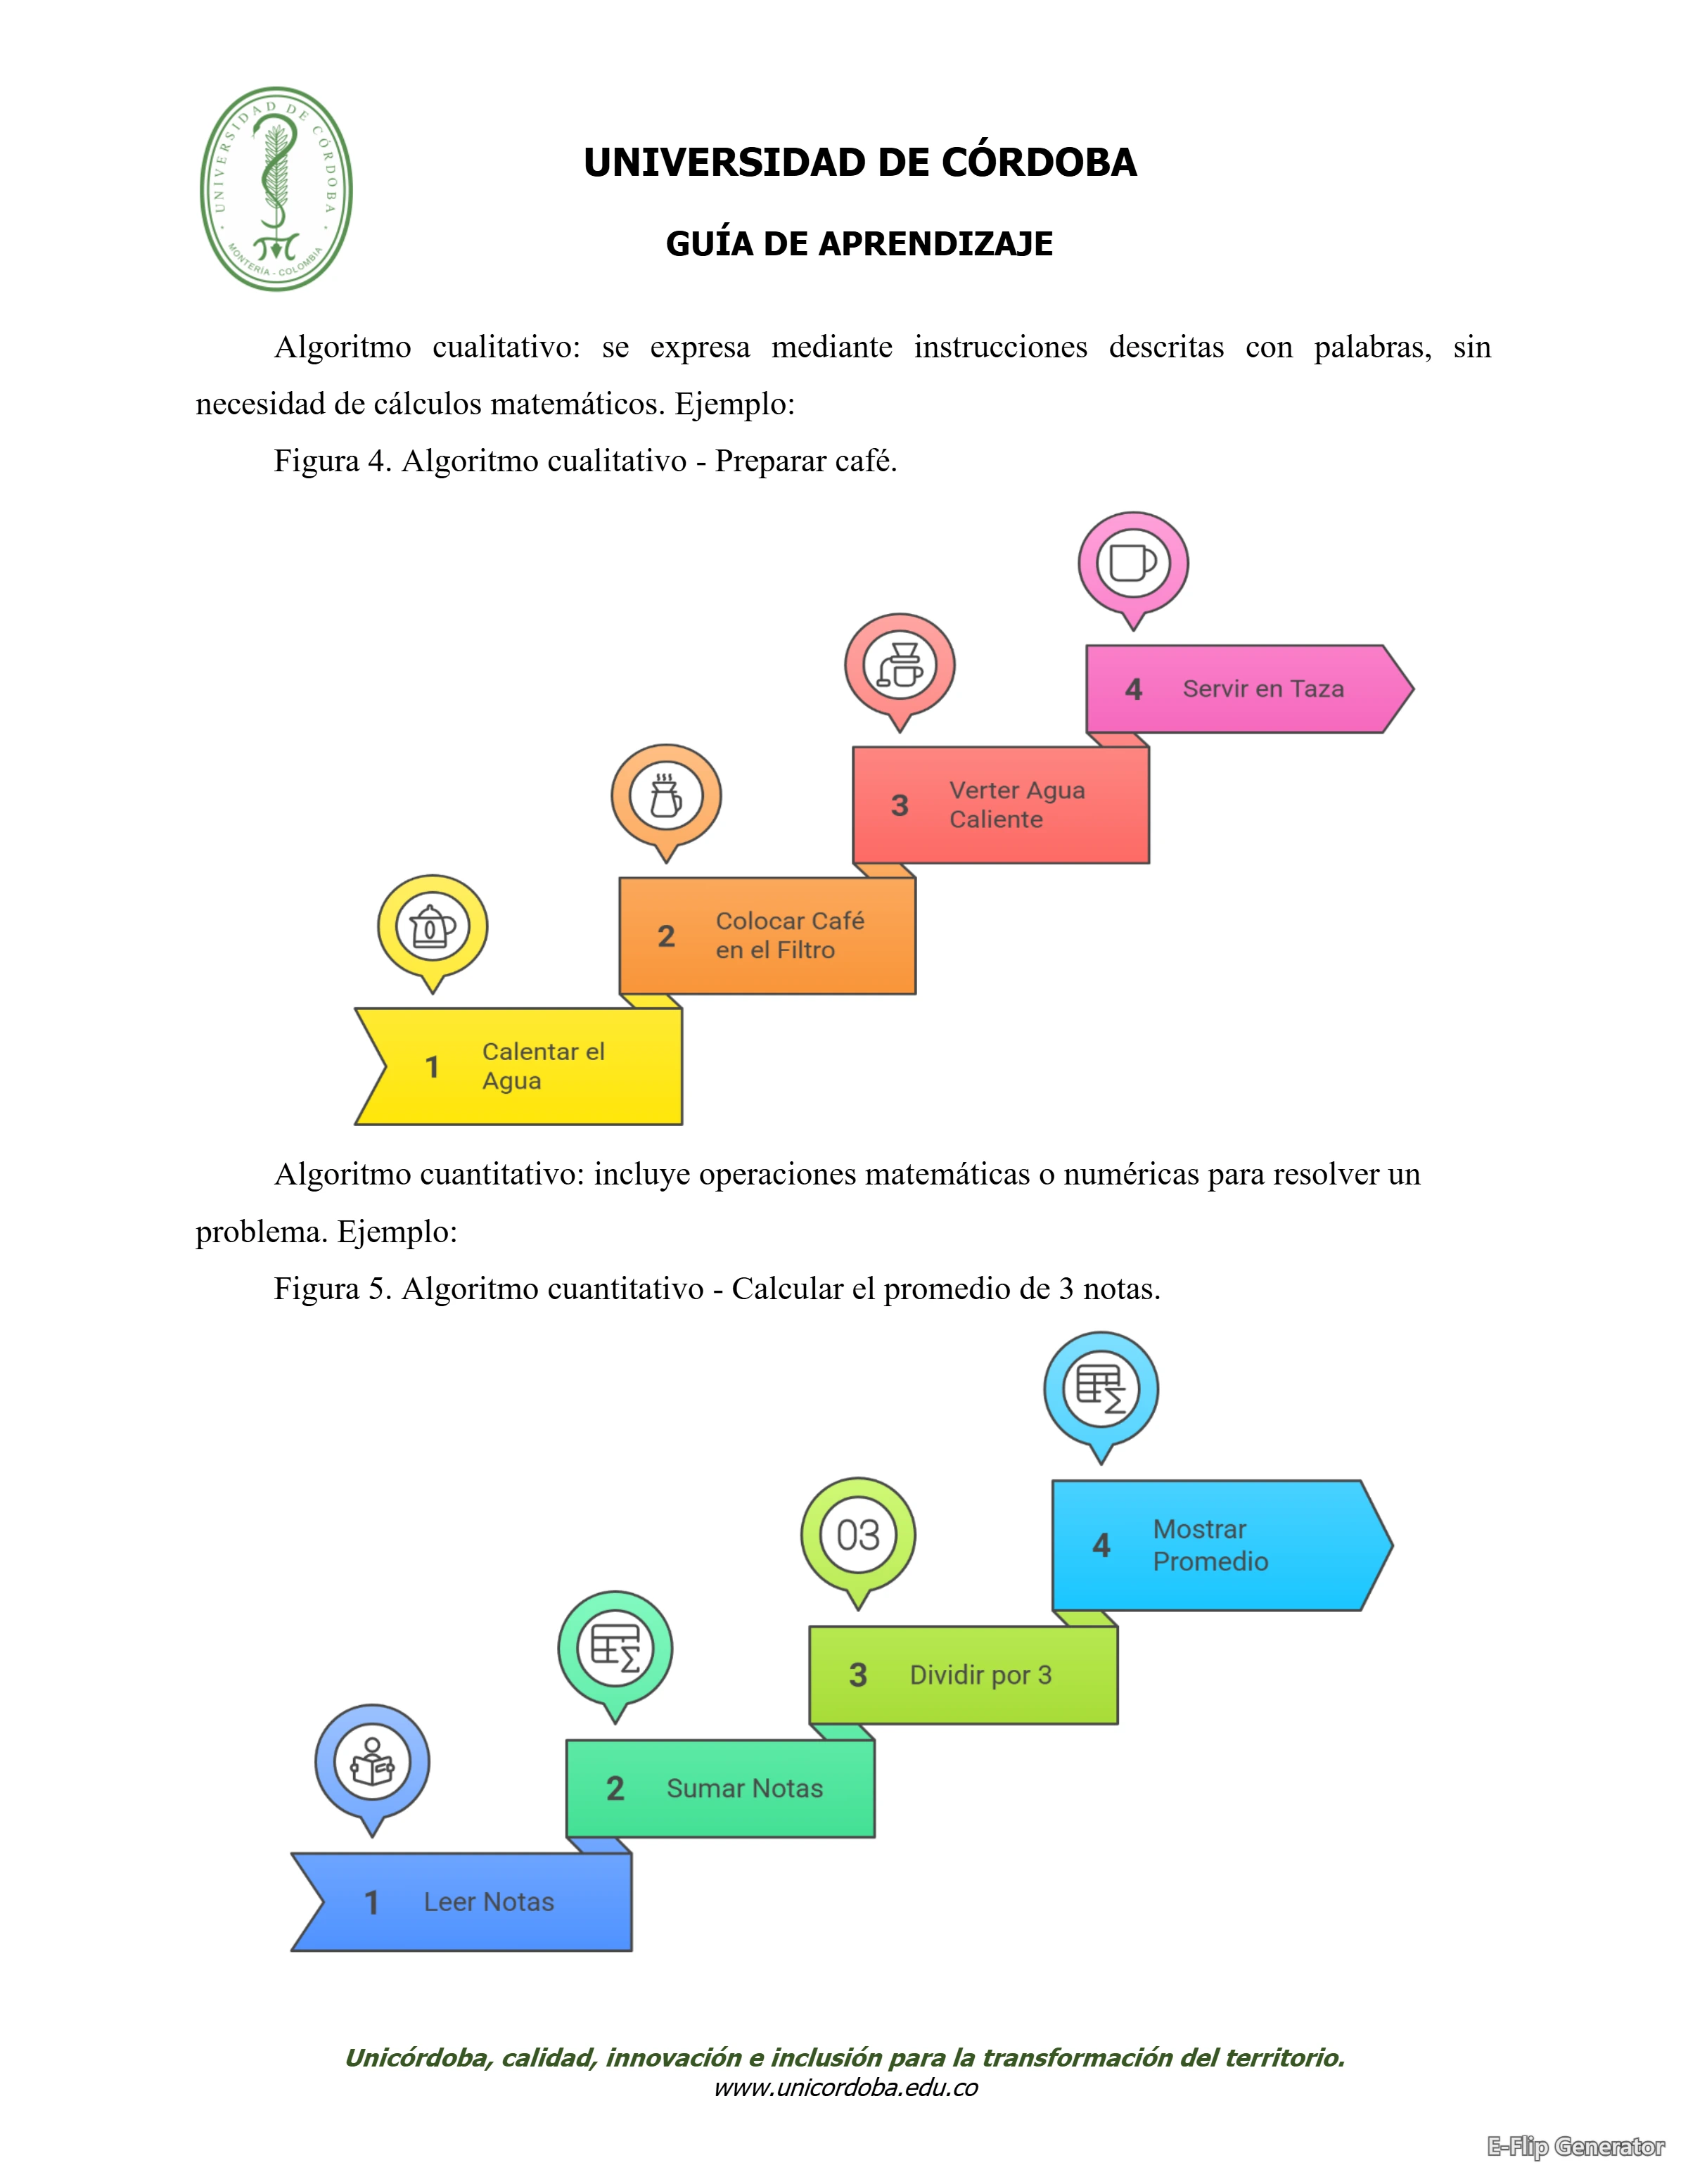 UNIVERSIDAD DE CÓRDOBA
MONTERÍA - COLOMBIA
UNIVERSIDAD DE CÓRDOBA
GUÍA DE APRENDIZAJE
Algoritmo cualitativo: se expresa mediante instrucciones descritas con palabras, sin
necesidad de cálculos matemáticos. Ejemplo:
Figura 4. Algoritmo cualitativo - Preparar café.
4 Servir en Taza
3 Verter Agua
Caliente
2 Colocar Café
en el Filtro
1 Calentar el
Agua
Algoritmo cuantitativo: incluye operaciones matemáticas o numéricas para resolver un
problema. Ejemplo:
Figura 5. Algoritmo cuantitativo - Calcular el promedio de 3 notas.
4 Mostrar
Promedio
03
3 Dividir por 3
2 Sumar Notas
1 Leer Notas
Unicórdoba, calidad, innovación e inclusión para la transformación del territorio.
www.unicordoba.edu.co
E-Flip Generator